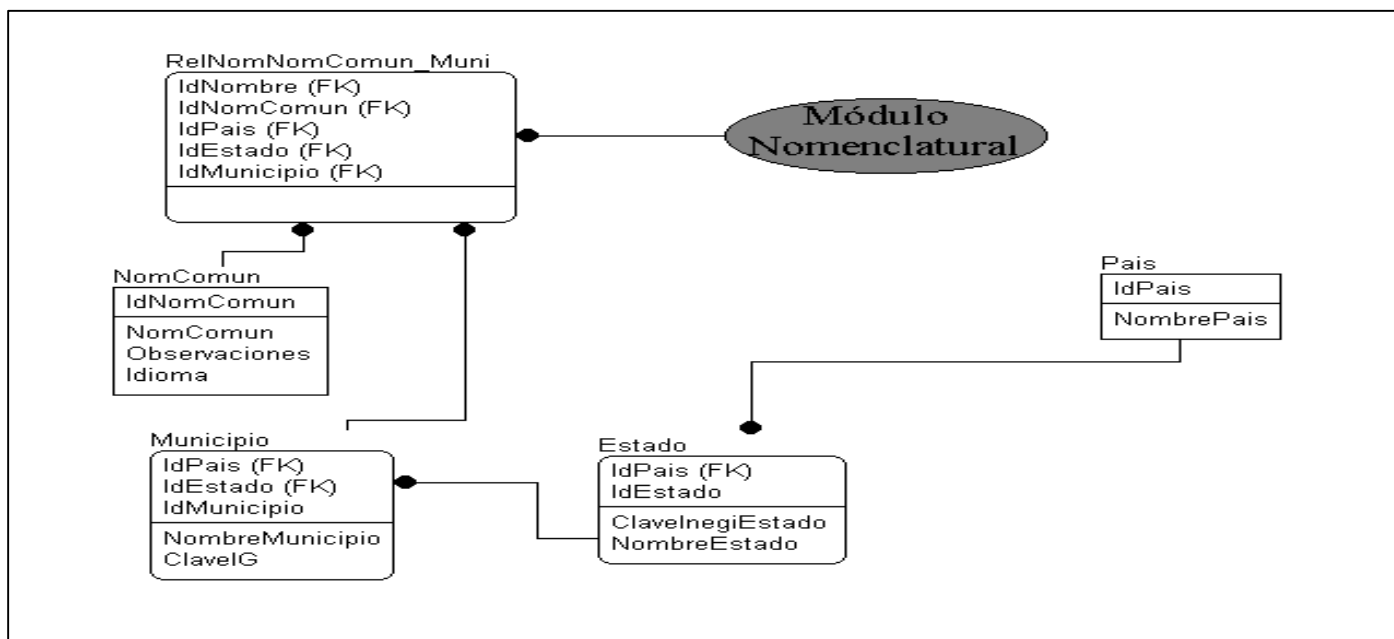 RelNomNomComun_Muni
IdNombre (FK)
IdNomComun (FK)
IdPais (FK)
IdEstado (FK)
IdMunicipio (FK)
Módulo
Nomenclatural
NomComun
IdNomComun
NomComun
Observaciones
Idioma
Pais
IdPais
NombrePais
Municipio
IdPais (FK)
IdEstado (FK)
IdMunicipio
NombreMunicipio
ClaveIG
Estado
IdPais (FK)
IdEstado
ClaveInegiEstado
NombreEstado